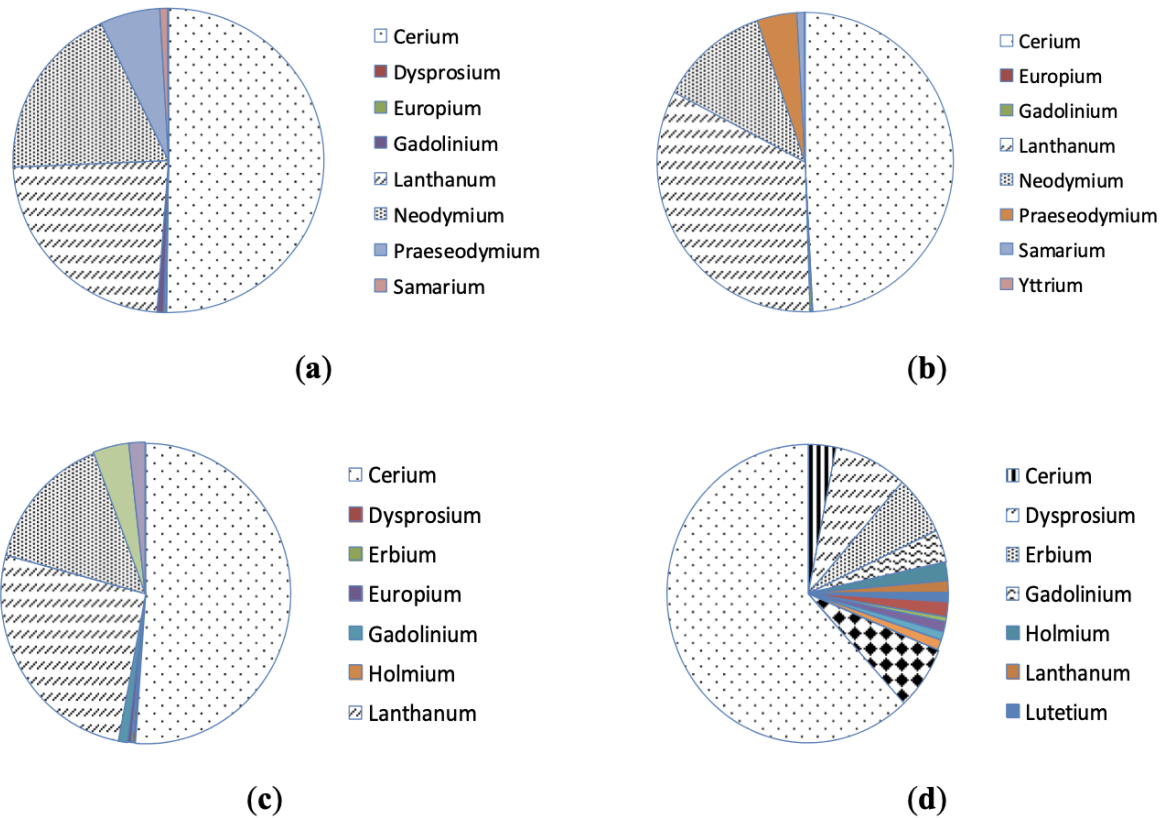 Cerium
Dysprosium
Europium
Gadolinium
Lanthanum
Neodymium
Praeseodymium
Samarium
(a)
Cerium
Europium
Gadolinium
Lanthanum
Neodymium
Praeseodymium
Samarium
Yttrium
(b)
Cerium
Dysprosium
Erbium
Europium
Gadolinium
Holmium
Lanthanum
(c)
Cerium
Dysprosium
Erbium
Gadolinium
Holmium
Lanthanum
Lutetium
(d)